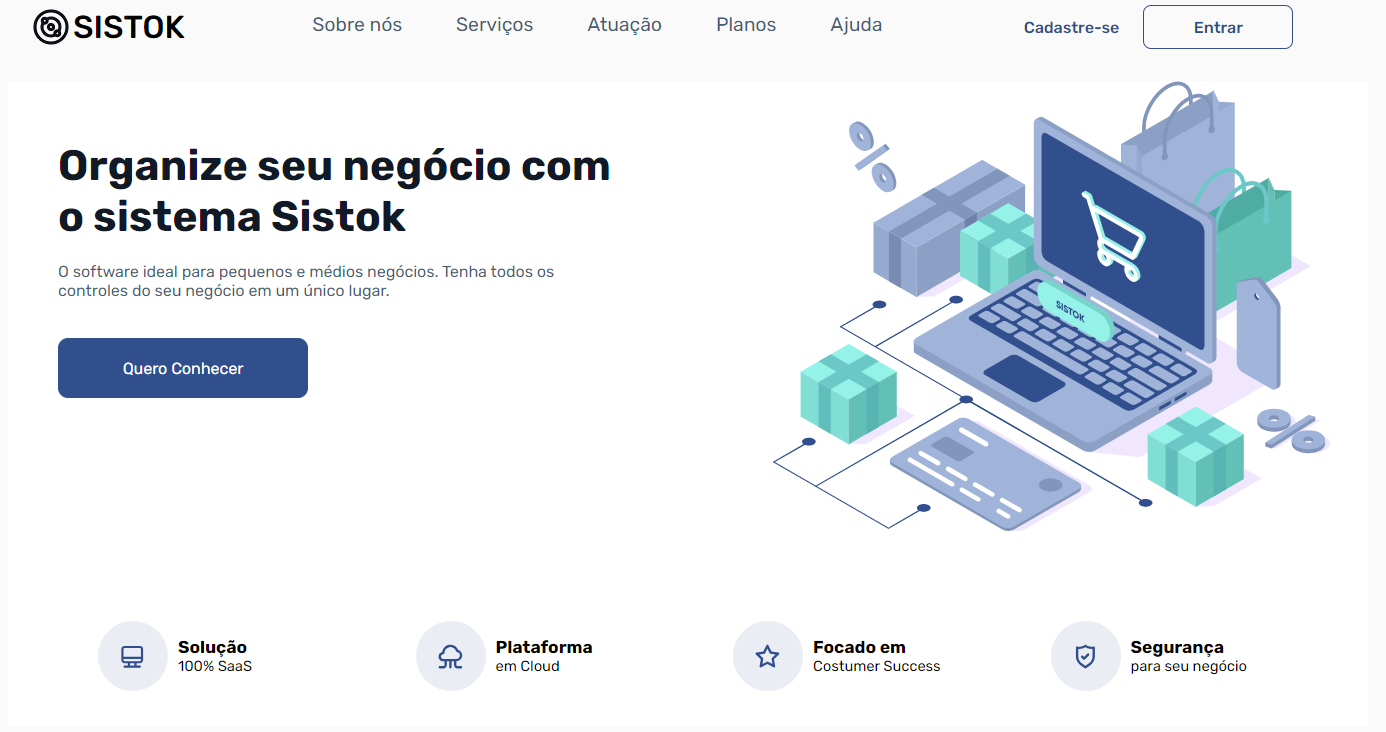 SISTOK
Sobre nós
Serviços
Atuação
Planos
Ajuda
Cadastre-se
Entrar
Organize seu negócio com
o sistema Sistok
O software ideal para pequenos e médios negócios. Tenha todos os
controles do seu negócio em um único lugar.
Quero Conhecer
%
SISTOK
%
Solução
100% SaaS
Plataforma
em Cloud
Focado em
Costumer Success
Segurança
para seu negócio